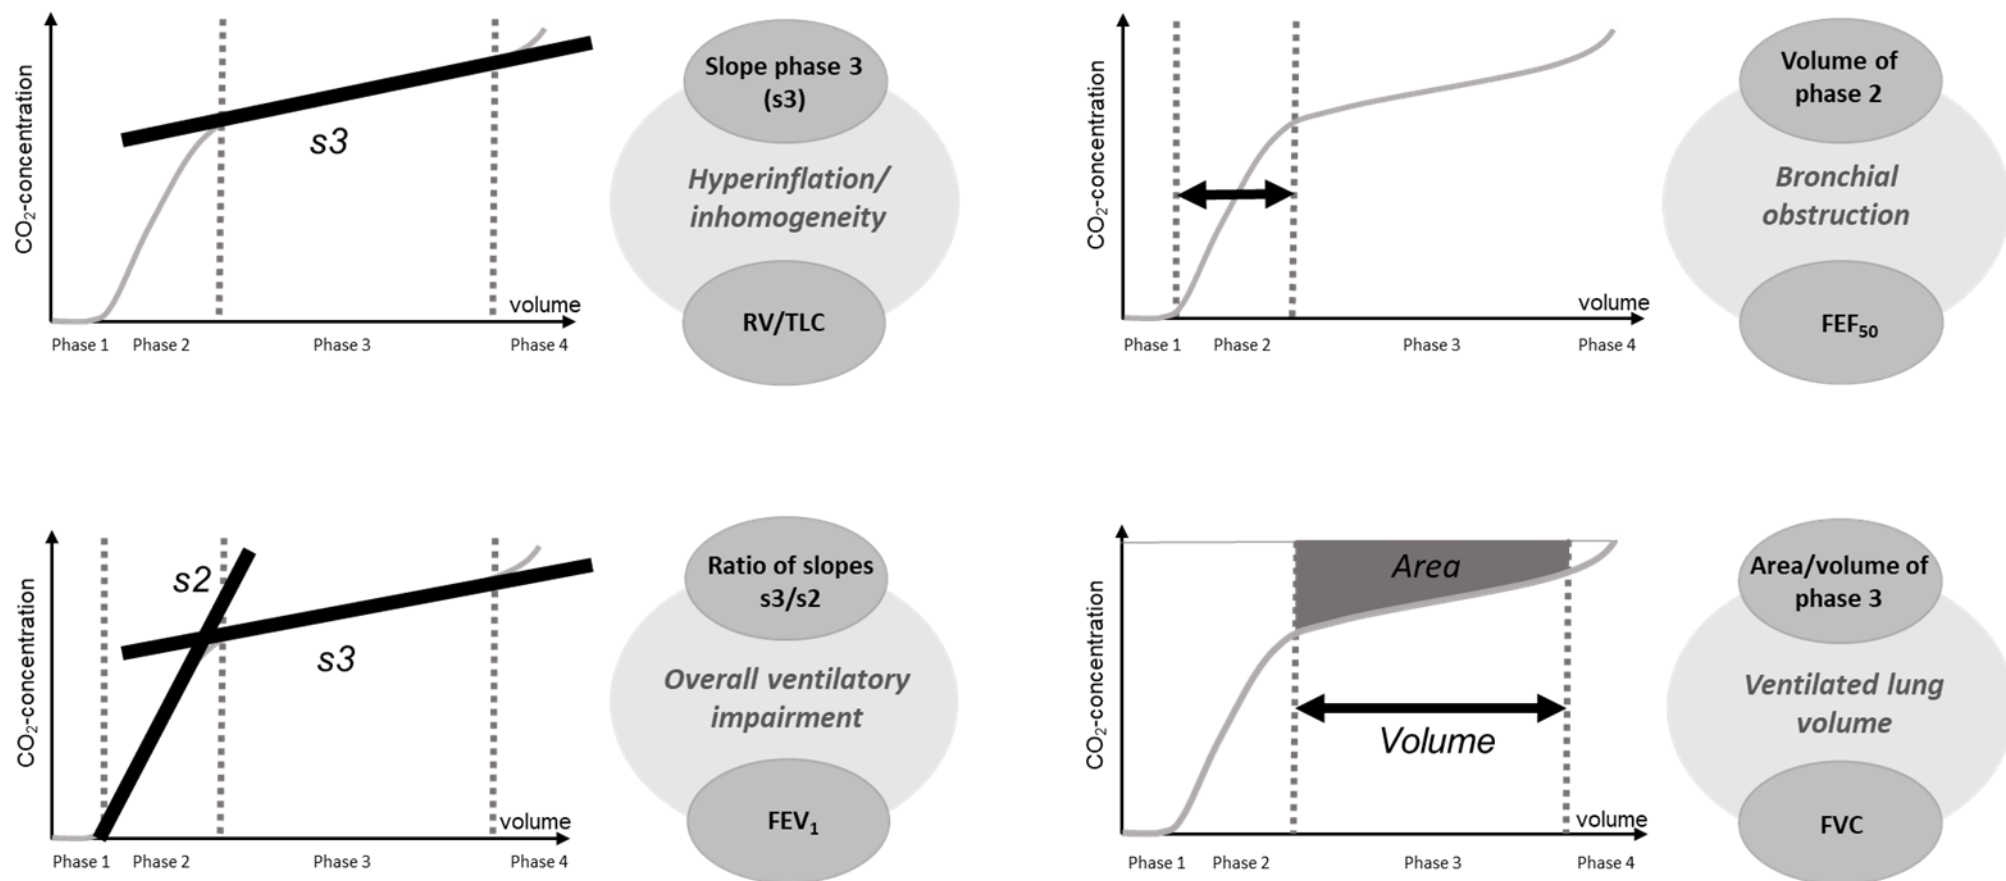 CO₂-concentration
s3
volume
Phase 1 Phase 2 Phase 3 Phase 4
Slope phase 3
(s3)
Hyperinflation/
inhomogeneity
RV/TLC
CO₂-concentration
volume
Phase 1 Phase 2 Phase 3 Phase 4
Volume of
phase 2
Bronchial
obstruction
FEF₅₀
CO₂-concentration
s2
s3
volume
Phase 1 Phase 2 Phase 3 Phase 4
Ratio of slopes
s3/s2
Overall ventilatory
impairment
FEV₁
CO₂-concentration
Area
Volume
volume
Phase 1 Phase 2 Phase 3 Phase 4
Area/volume of
phase 3
Ventilated lung
volume
FVC